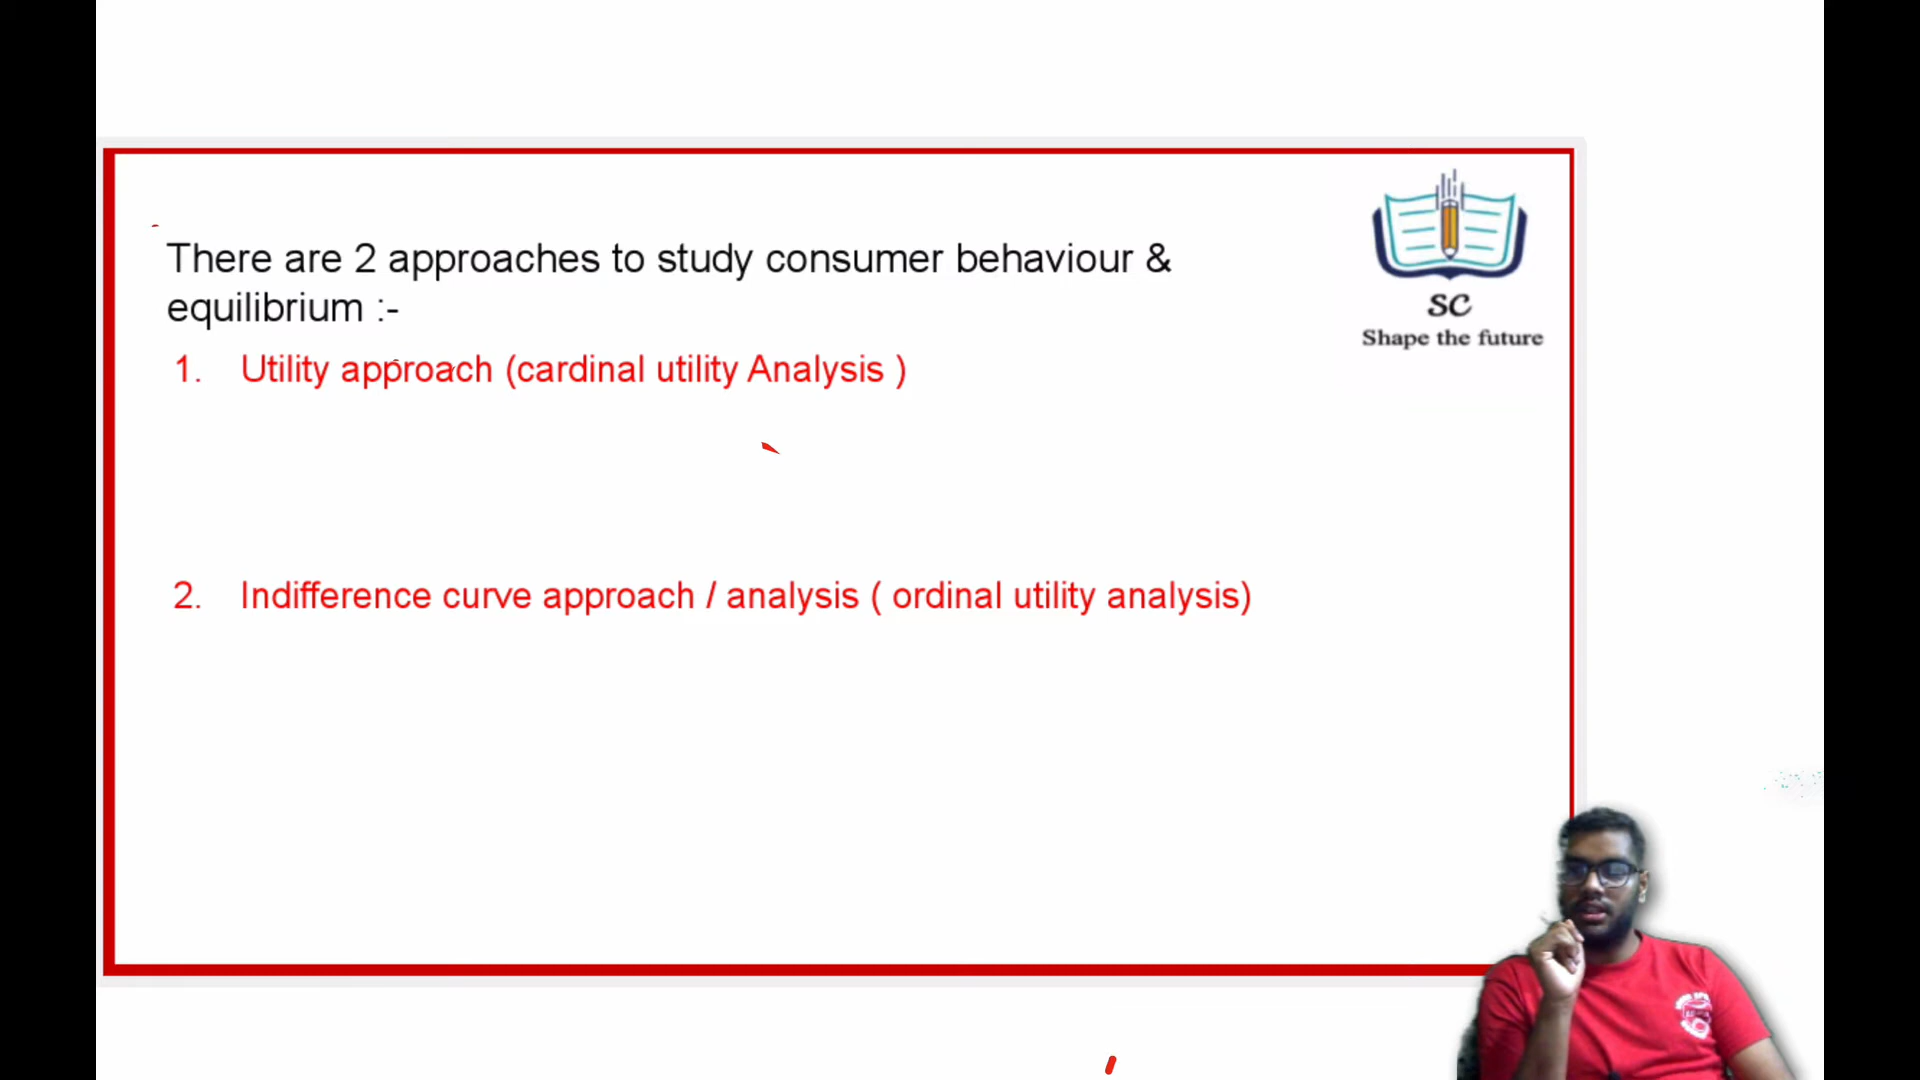 There are 2 approaches to study consumer behaviour &
equilibrium :-
1. Utility approach (cardinal utility Analysis )
2. Indifference curve approach / analysis ( ordinal utility analysis)
SC
Shape the future